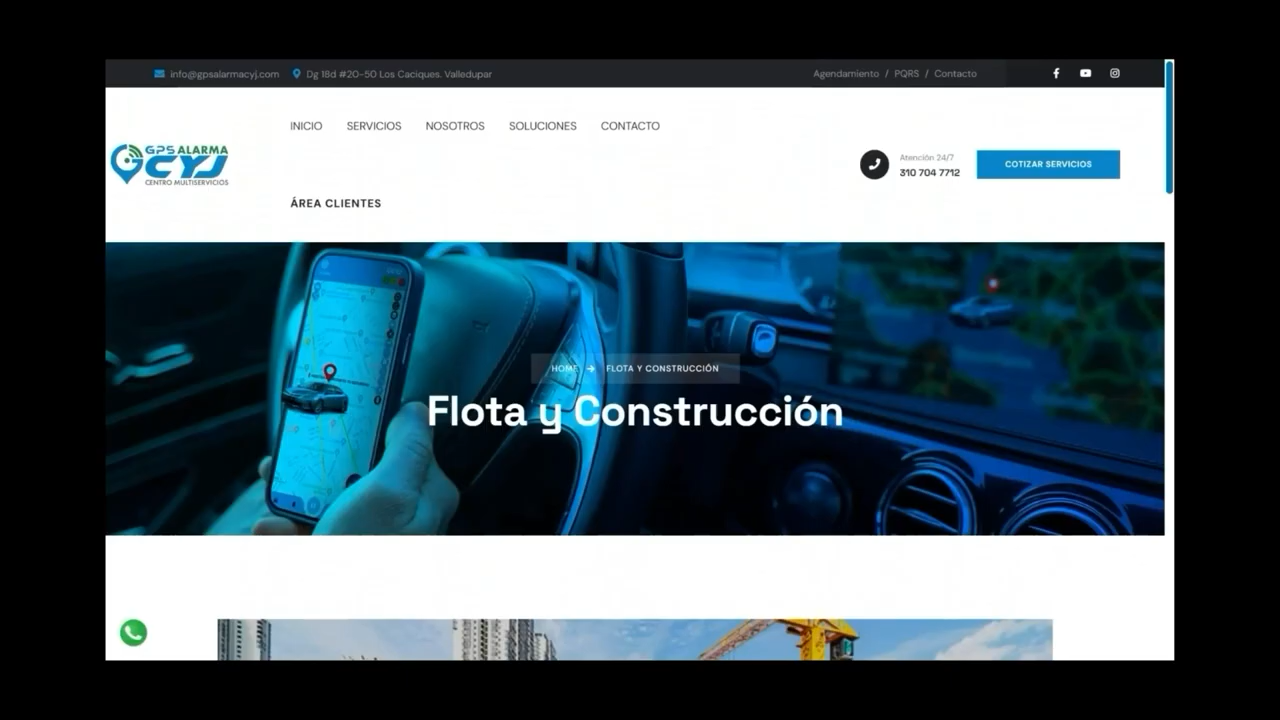 info@gpsalarmacyj.com Dg 18d #20-50 Los Caciques. Valledupar
Agendamiento / PQRS / Contacto
INICIO SERVICIOS NOSOTROS SOLUCIONES CONTACTO
GPS ALARMA
CYJ
CENTRO MULTISERVICIOS
Atención 24/7
310 704 7712
COTIZAR SERVICIOS
ÁREA CLIENTES
HOME → FLOTA Y CONSTRUCCIÓN
Flota y Construcción